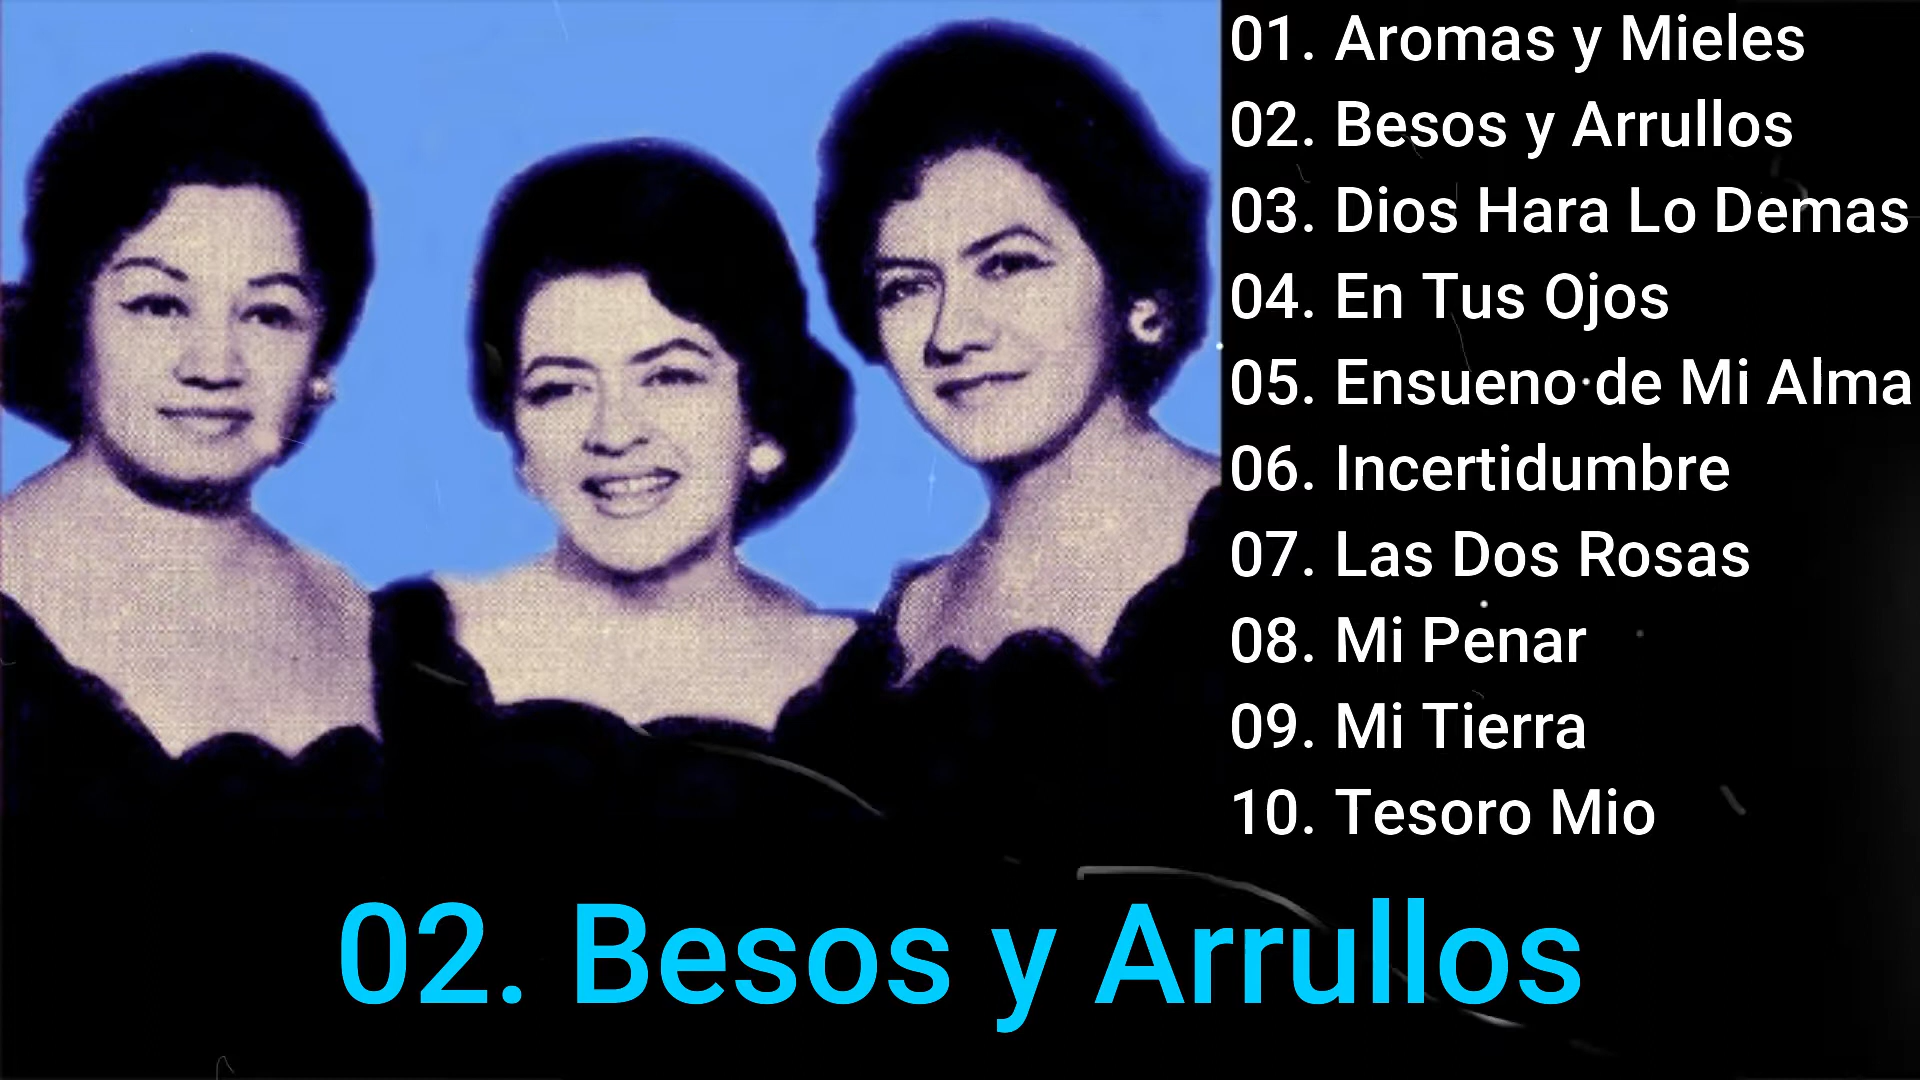 01. Aromas y Mieles
02. Besos y Arrullos
03. Dios Hara Lo Demas
04. En Tus Ojos
05. Ensueno de Mi Alma
06. Incertidumbre
07. Las Dos Rosas
08. Mi Penar
09. Mi Tierra
10. Tesoro Mio
02. Besos y Arrullos